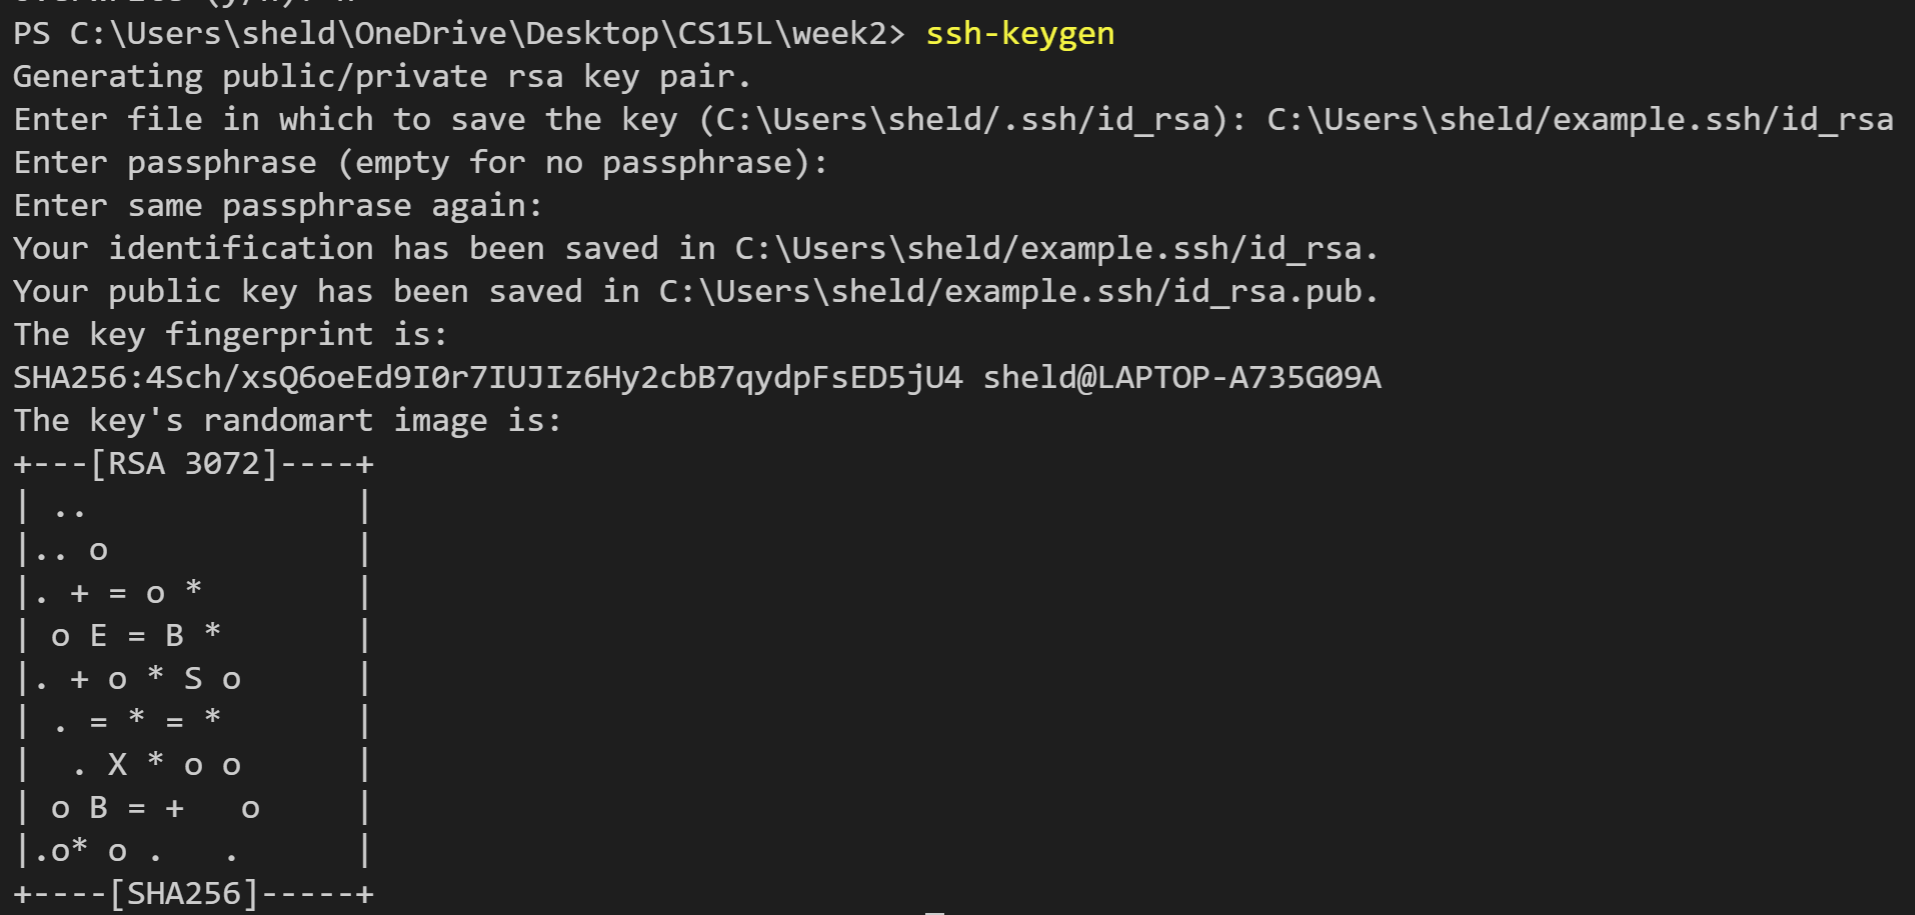 PS C:\Users\sheld\OneDrive\Desktop\CS15L\week2> ssh-keygen
Generating public/private rsa key pair.
Enter file in which to save the key (C:\Users\sheld/.ssh/id_rsa): C:\Users\sheld/example.ssh/id_rsa
Enter passphrase (empty for no passphrase):
Enter same passphrase again:
Your identification has been saved in C:\Users\sheld/example.ssh/id_rsa.
Your public key has been saved in C:\Users\sheld/example.ssh/id_rsa.pub.
The key fingerprint is:
SHA256:4Sch/xsQ6oeEd9I0r7IUJIz6Hy2cbB7qydpFsED5jU4 sheld@LAPTOP-A735G09A
The key's randomart image is:
+---[RSA 3072]----+
| ..              |
|.. o             |
|. + = o *        |
| o E = B *       |
|. + o * S o      |
| . = * = *       |
|  . X * o o      |
| o B = +   o     |
|.o* o .   .      |
+----[SHA256]-----+